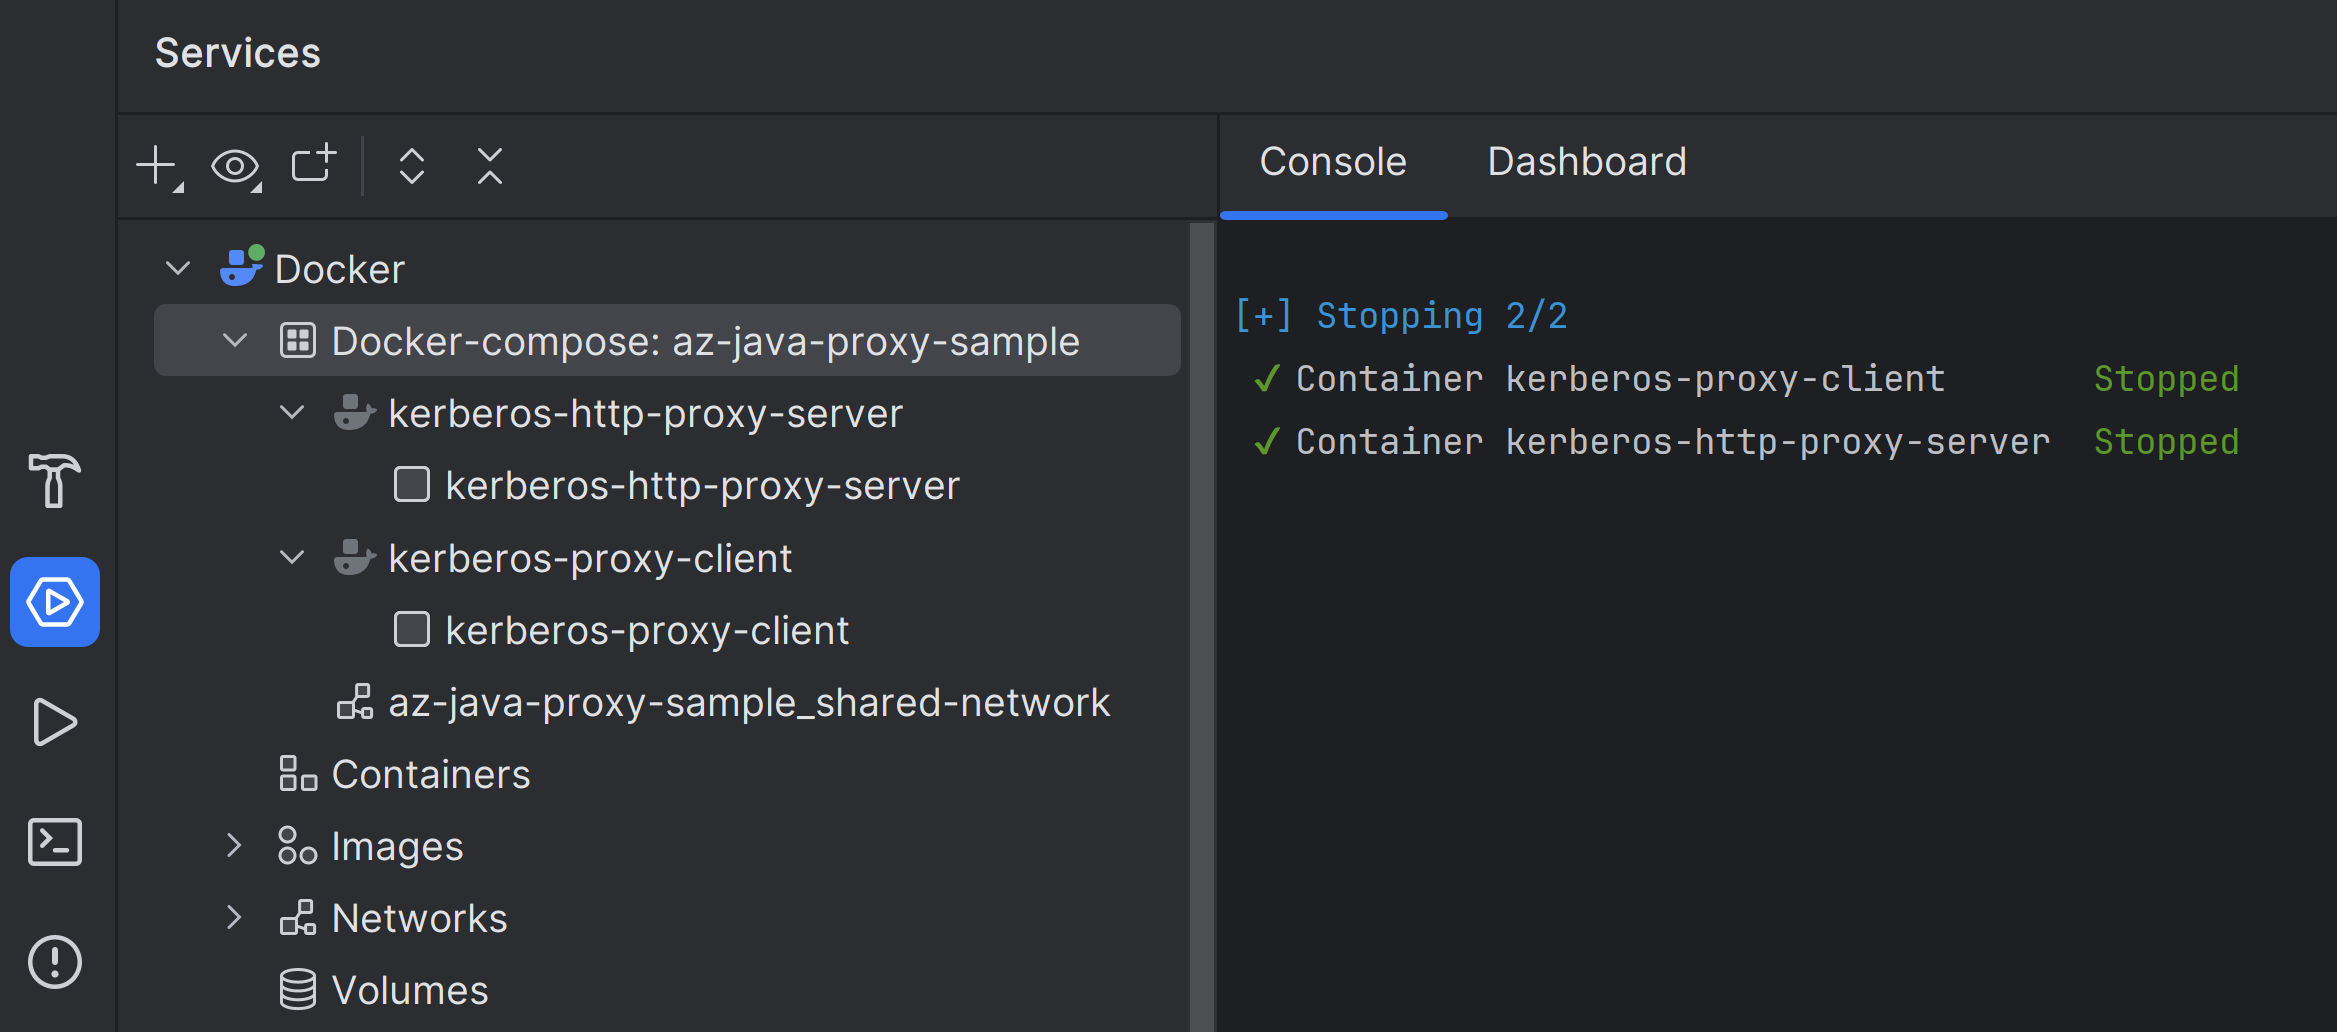 Services
Console Dashboard
Docker
Docker-compose: az-java-proxy-sample
kerberos-http-proxy-server
kerberos-http-proxy-server
kerberos-proxy-client
kerberos-proxy-client
az-java-proxy-sample_shared-network
Containers
Images
Networks
Volumes
[+] Stopping 2/2
✓ Container kerberos-proxy-client Stopped
✓ Container kerberos-http-proxy-server Stopped